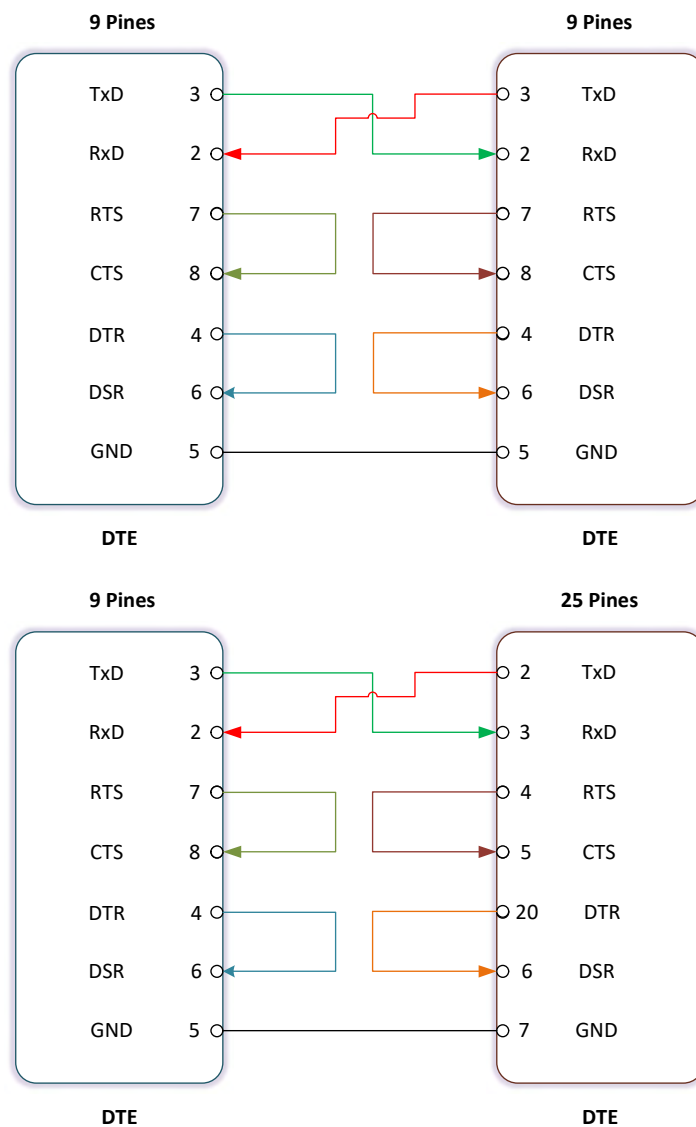 9 Pines 9 Pines
TxD 3 3 TxD
RxD 2 2 RxD
RTS 7 7 RTS
CTS 8 8 CTS
DTR 4 4 DTR
DSR 6 6 DSR
GND 5 5 GND
DTE DTE
9 Pines 25 Pines
TxD 3 2 TxD
RxD 2 3 RxD
RTS 7 4 RTS
CTS 8 5 CTS
DTR 4 20 DTR
DSR 6 6 DSR
GND 5 7 GND
DTE DTE